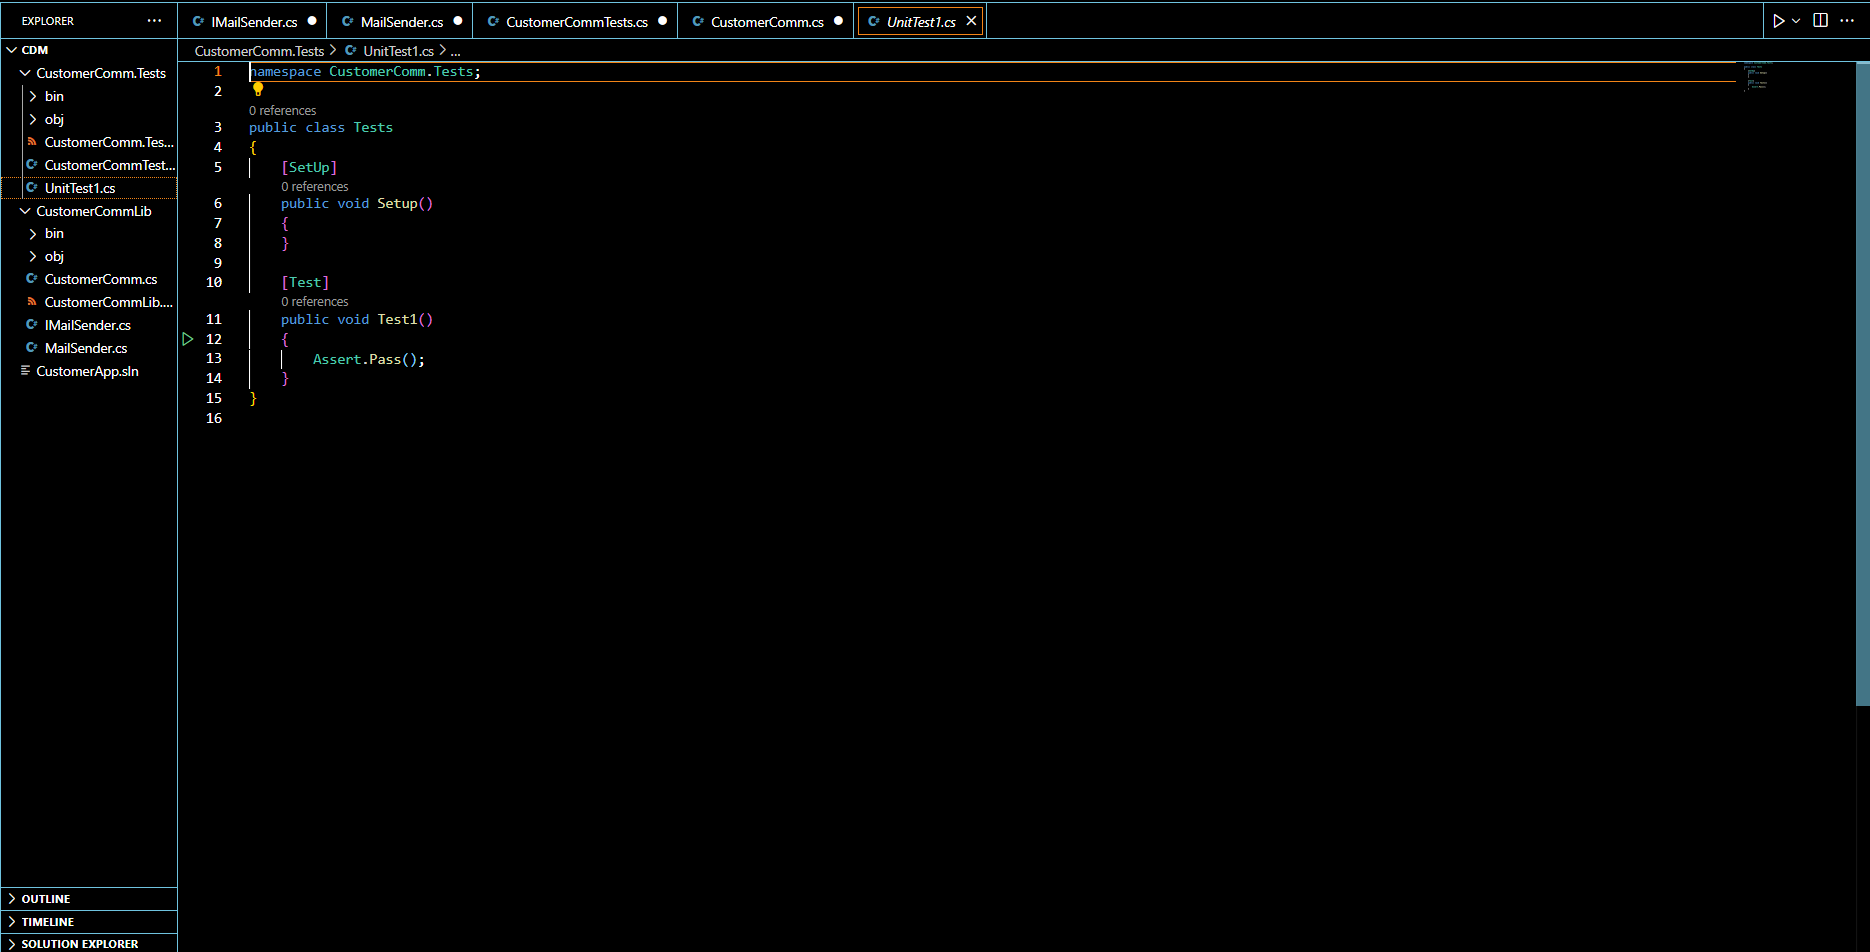 EXPLORER
IMailSender.cs
MailSender.cs
CustomerCommTests.cs
CustomerComm.cs
UnitTest1.cs
CDM
CustomerComm.Tests
bin
obj
CustomerComm.Tes...
CustomerCommTest...
UnitTest1.cs
CustomerCommLib
bin
obj
CustomerComm.cs
CustomerCommLib....
IMailSender.cs
MailSender.cs
CustomerApp.sln
OUTLINE
TIMELINE
SOLUTION EXPLORER
CustomerComm.Tests > UnitTest1.cs > ...
1 namespace CustomerComm.Tests;
2
0 references
3 public class Tests
4 {
5 [SetUp]
0 references
6 public void Setup()
7 {
8 }
9
10 [Test]
0 references
11 public void Test1()
12 {
13 Assert.Pass();
14 }
15 }
16